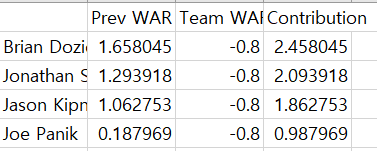 Prev WAR Team WAR Contribution
Brian Dozi 1.658045 -0.8 2.458045
Jonathan S 1.293918 -0.8 2.093918
Jason Kipn 1.062753 -0.8 1.862753
Joe Panik 0.187969 -0.8 0.987969